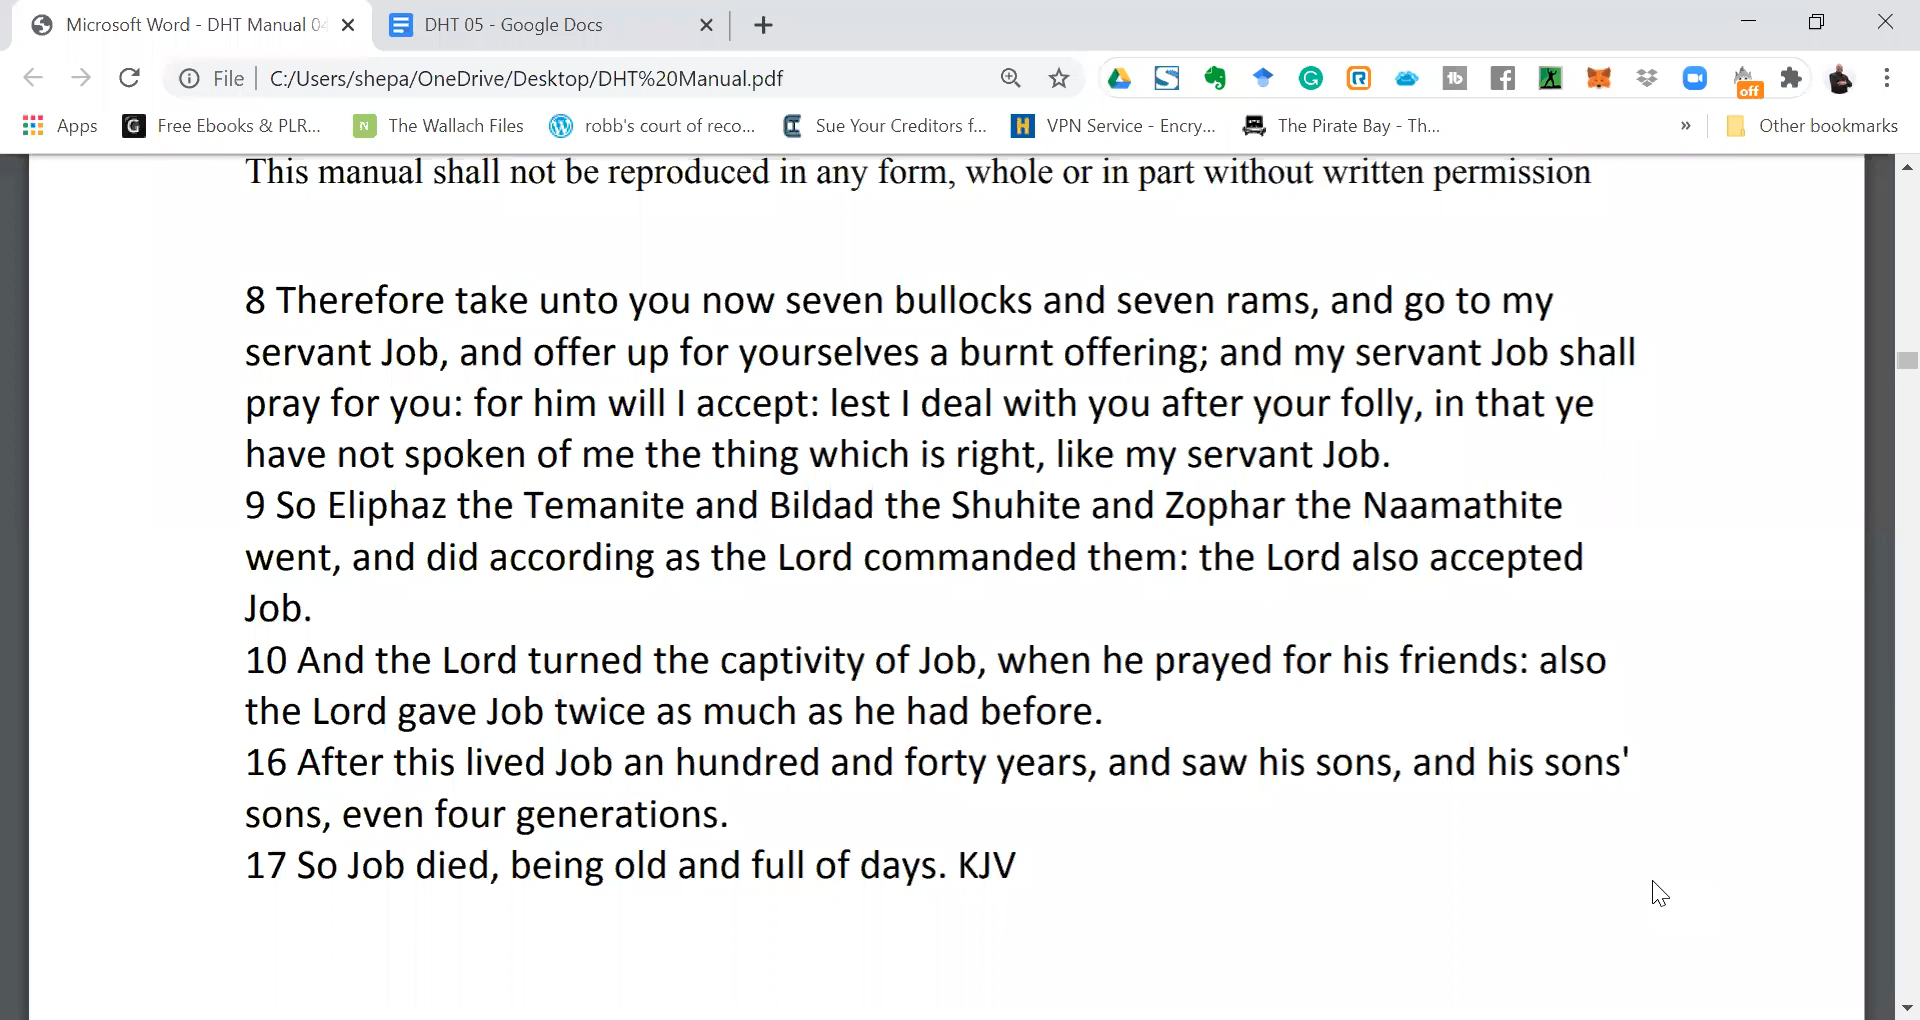 Microsoft Word - DHT Manual 04
DHT 05 - Google Docs
File
C:/Users/shepa/OneDrive/Desktop/DHT%20Manual.pdf
off
Apps
Free Ebooks & PLR...
The Wallach Files
robb's court of reco...
Sue Your Creditors f...
VPN Service - Encry...
The Pirate Bay - Th...
»
Other bookmarks
This manual shall not be reproduced in any form, whole or in part without written permission
8 Therefore take unto you now seven bullocks and seven rams, and go to my
servant Job, and offer up for yourselves a burnt offering; and my servant Job shall
pray for you: for him will I accept: lest I deal with you after your folly, in that ye
have not spoken of me the thing which is right, like my servant Job.
9 So Eliphaz the Temanite and Bildad the Shuhite and Zophar the Naamathite
went, and did according as the Lord commanded them: the Lord also accepted
Job.
10 And the Lord turned the captivity of Job, when he prayed for his friends: also
the Lord gave Job twice as much as he had before.
16 After this lived Job an hundred and forty years, and saw his sons, and his sons'
sons, even four generations.
17 So Job died, being old and full of days. KJV